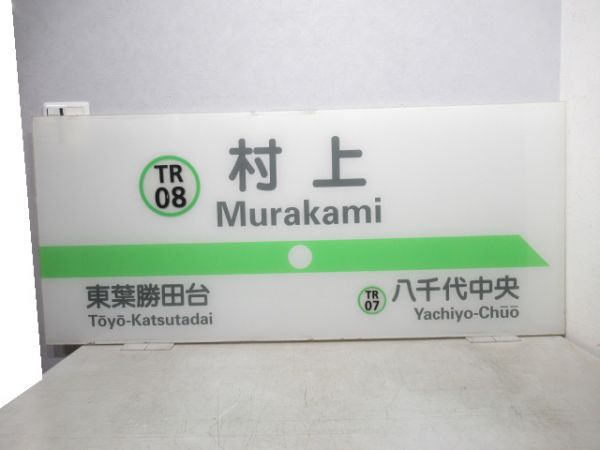 TR
08
村上
Murakami
東葉勝田台
Tōyō-Katsutadai
TR
07
八千代中央
Yachiyo-Chūō